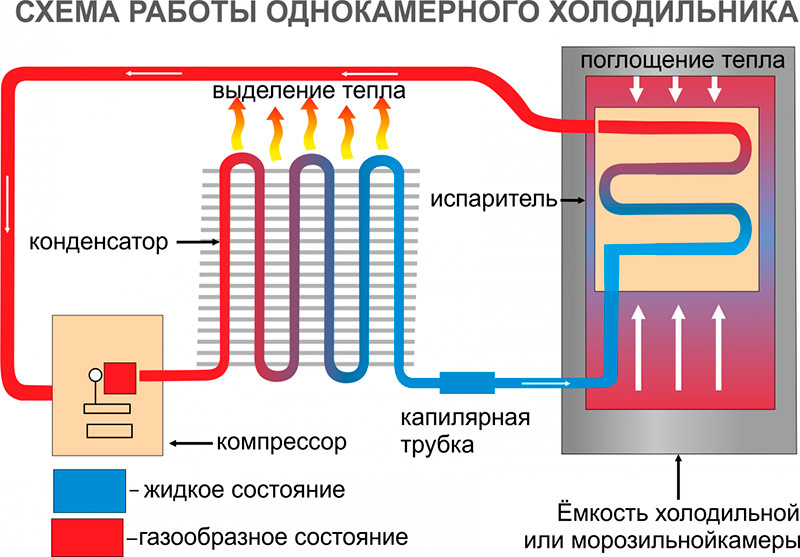 СХЕМА РАБОТЫ ОДНОКАМЕРНОГО ХОЛОДИЛЬНИКА
поглощение тепла
выделение тепла
испаритель
конденсатор
капилярная
трубка
компрессор
-жидкое состояние
-газообразное состояние
Ёмкость холодильной
или морозильнойкамеры